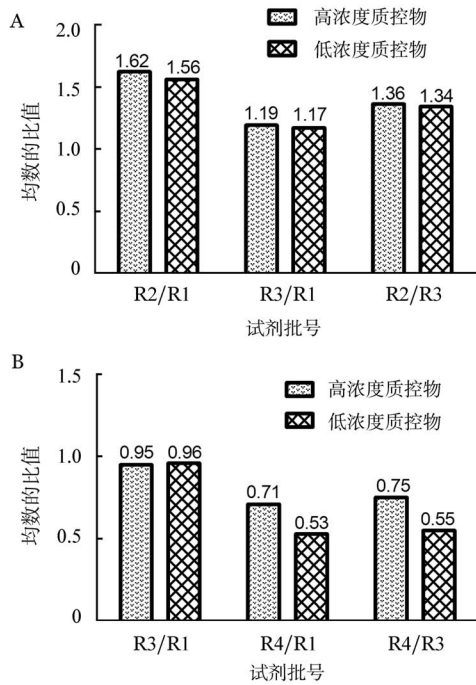 A
高浓度质控物
低浓度质控物
均数的比值
2.0
1.5
1.0
0.5
0
1.62
1.56
1.19
1.17
1.36
1.34
R2/R1
R3/R1
R2/R3
试剂批号
B
高浓度质控物
低浓度质控物
均数的比值
1.5
1.0
0.5
0
0.95
0.96
0.71
0.53
0.75
0.55
R3/R1
R4/R1
R4/R3
试剂批号